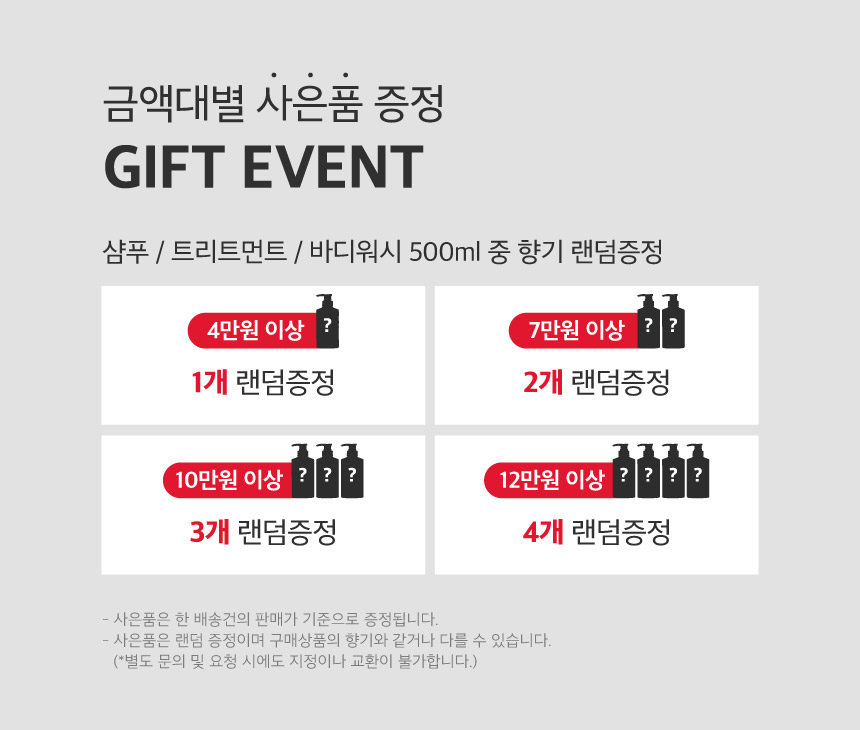 금액대별 사은품 증정
GIFT EVENT
샴푸 / 트리트먼트 / 바디워시 500ml 중 향기 랜덤증정
4만원 이상 ?
1개 랜덤증정
7만원 이상 ? ?
2개 랜덤증정
10만원 이상 ? ? ?
3개 랜덤증정
12만원 이상 ? ? ? ?
4개 랜덤증정
- 사은품은 한 배송건의 판매가 기준으로 증정됩니다.
- 사은품은 랜덤 증정이며 구매상품의 향기와 같거나 다를 수 있습니다.
(*별도 문의 및 요청 시에도 지정이나 교환이 불가합니다.)